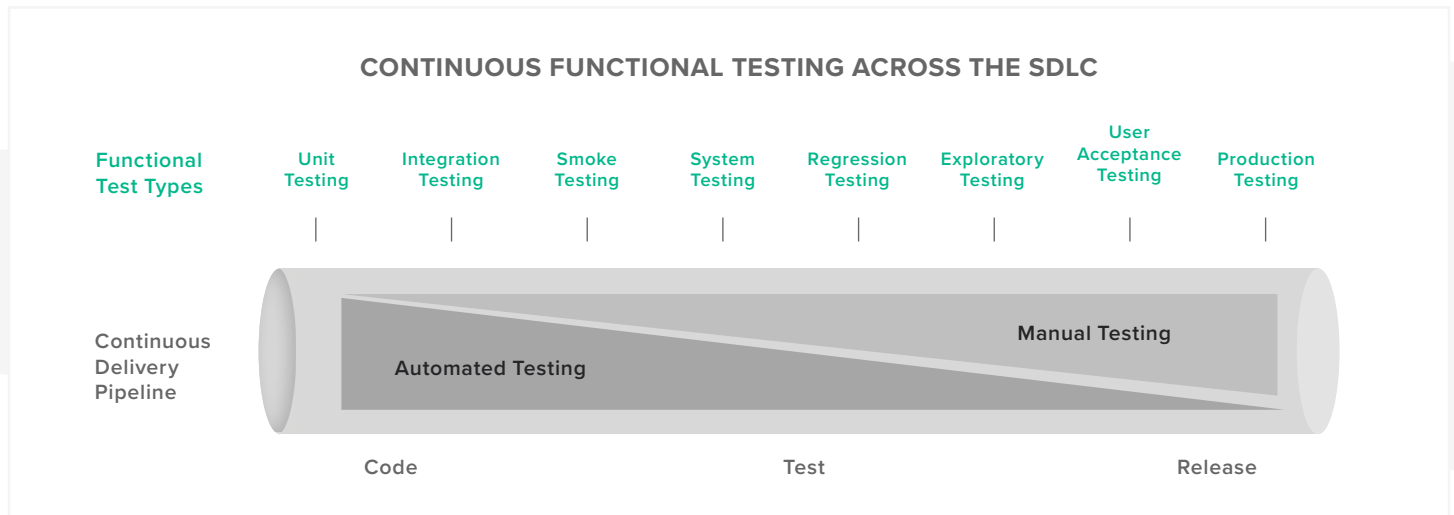 CONTINUOUS FUNCTIONAL TESTING ACROSS THE SDLC
Functional
Test Types
Unit
Testing
Integration
Testing
Smoke
Testing
System
Testing
Regression
Testing
Exploratory
Testing
User
Acceptance
Testing
Production
Testing
Continuous
Delivery
Pipeline
Automated Testing
Manual Testing
Code
Test
Release